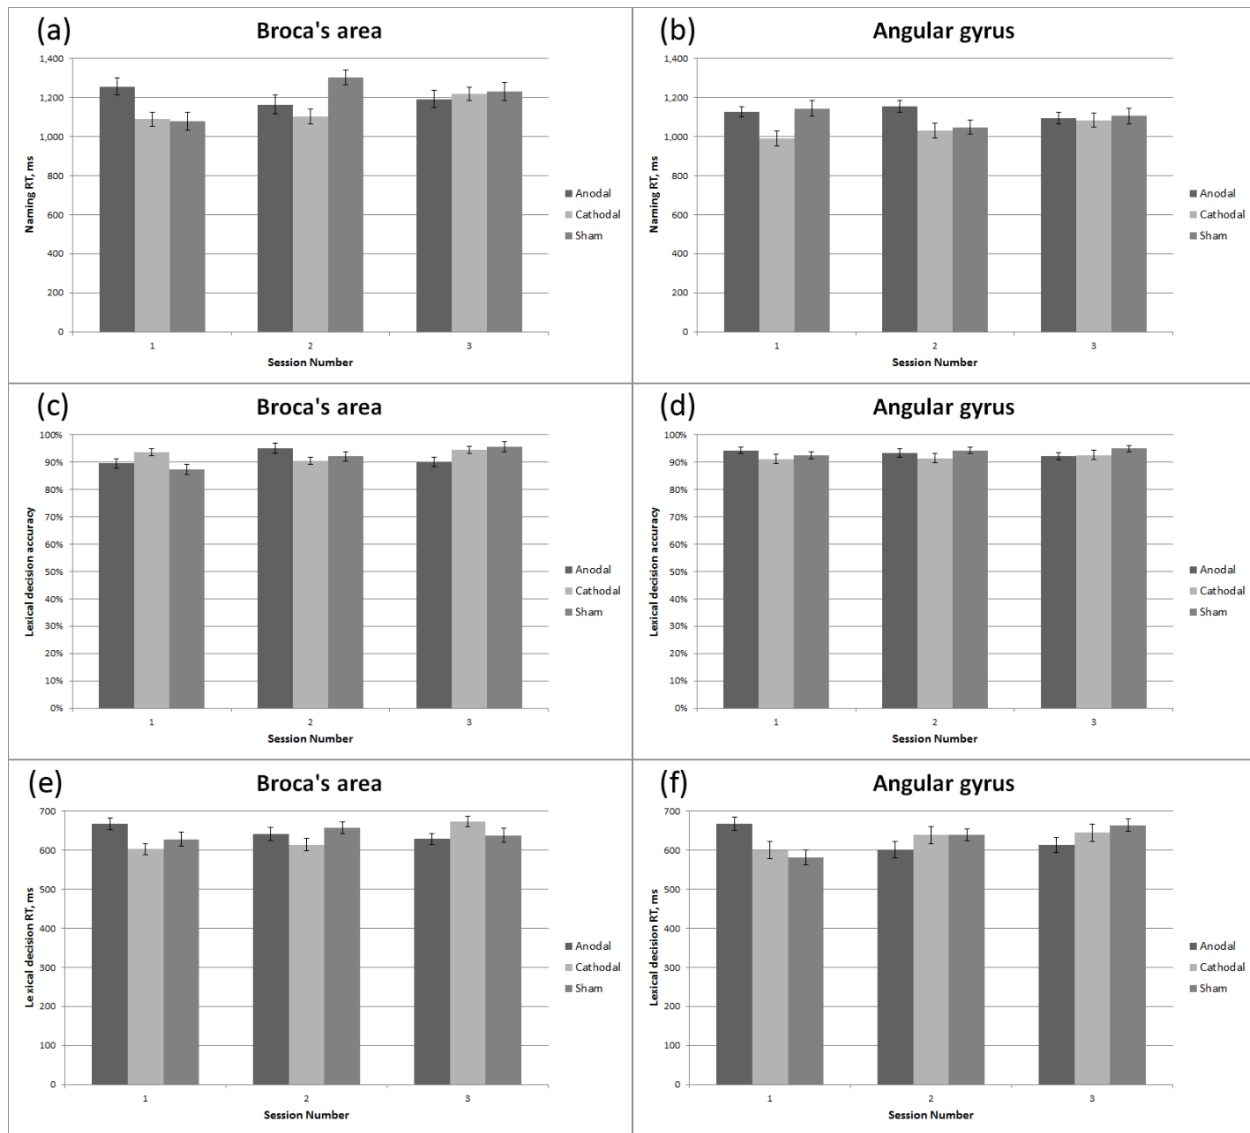 (a)
Broca's area
1,400
1,200
1,000
800
600
400
200
0
Naming RT, ms
1
2
3
Session Number
Anodal
Cathodal
Sham
(b)
Angular gyrus
1,400
1,200
1,000
800
600
400
200
0
Naming RT, ms
1
2
3
Session Number
Anodal
Cathodal
Sham
(c)
Broca's area
100%
90%
80%
70%
60%
50%
40%
30%
20%
10%
0%
Lexical decision accuracy
1
2
3
Session Number
Anodal
Cathodal
Sham
(d)
Angular gyrus
100%
90%
80%
70%
60%
50%
40%
30%
20%
10%
0%
Lexical decision accuracy
1
2
3
Session Number
Anodal
Cathodal
Sham
(e)
Broca's area
700
600
500
400
300
200
100
0
Lexical decision RT, ms
1
2
3
Session Number
Anodal
Cathodal
Sham
(f)
Angular gyrus
700
600
500
400
300
200
100
0
Lexical decision RT, ms
1
2
3
Session Number
Anodal
Cathodal
Sham